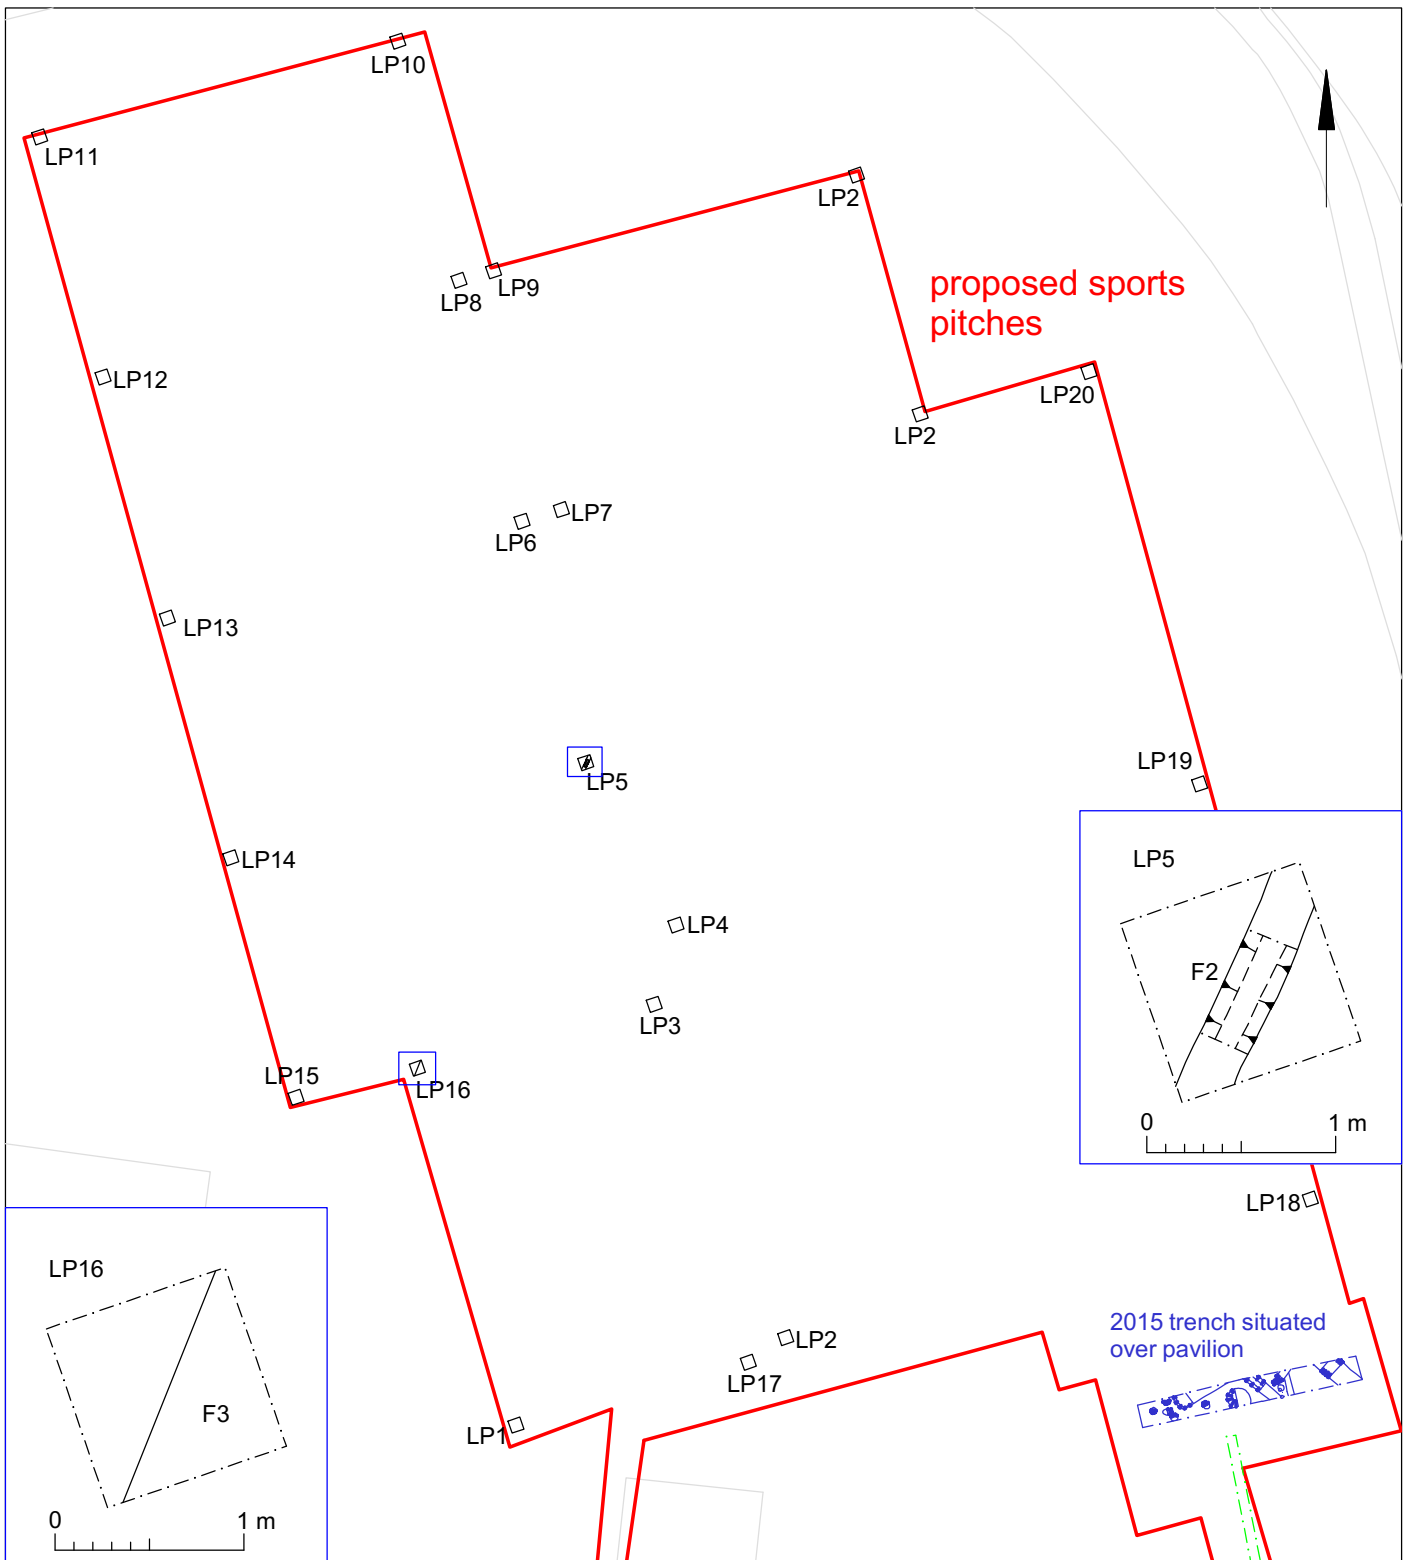 LP10
LP11
LP2
LP9
LP8
proposed sports
pitches
LP12
LP20
LP2
LP7
LP6
LP13
LP19
LP5
LP14
LP5
LP4
F2
LP3
LP15
LP16
0 1 m
LP18
LP16
2015 trench situated
over pavilion
LP2
LP17
F3
LP1
0 1 m